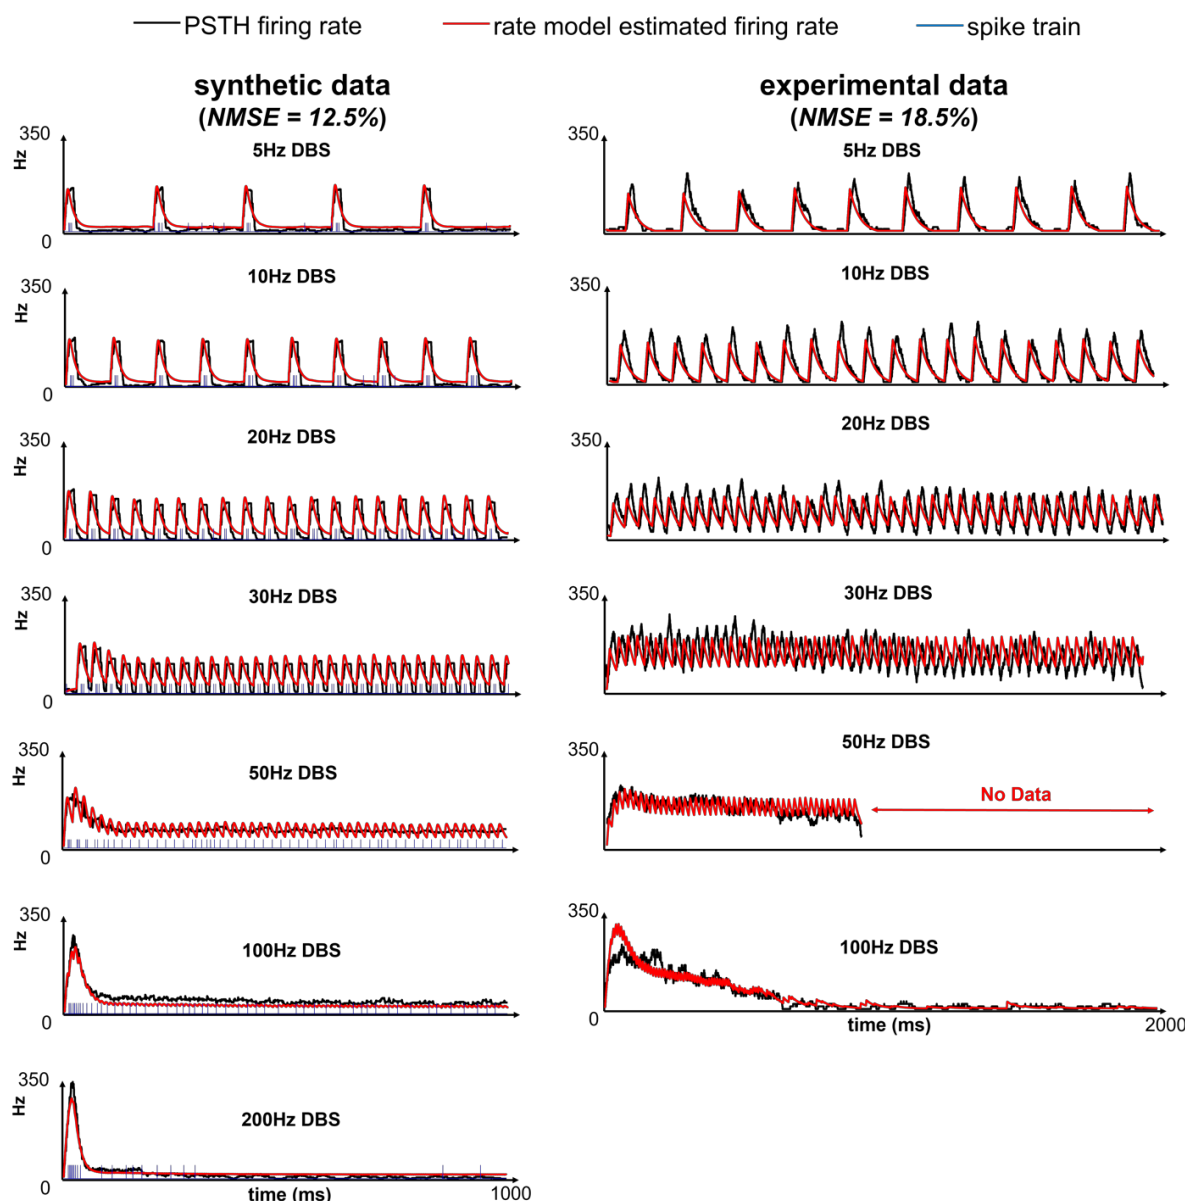 PSTH firing rate rate model estimated firing rate spike train
synthetic data
(NMSE = 12.5%)
350
Hz
5Hz DBS
0
350
Hz
10Hz DBS
0
350
Hz
20Hz DBS
0
350
Hz
30Hz DBS
0
350
Hz
50Hz DBS
0
350
Hz
100Hz DBS
0
350
Hz
200Hz DBS
0
time (ms)
1000
experimental data
(NMSE = 18.5%)
350
5Hz DBS
350
10Hz DBS
350
20Hz DBS
350
30Hz DBS
350
50Hz DBS
No Data
350
100Hz DBS
0
time (ms)
2000